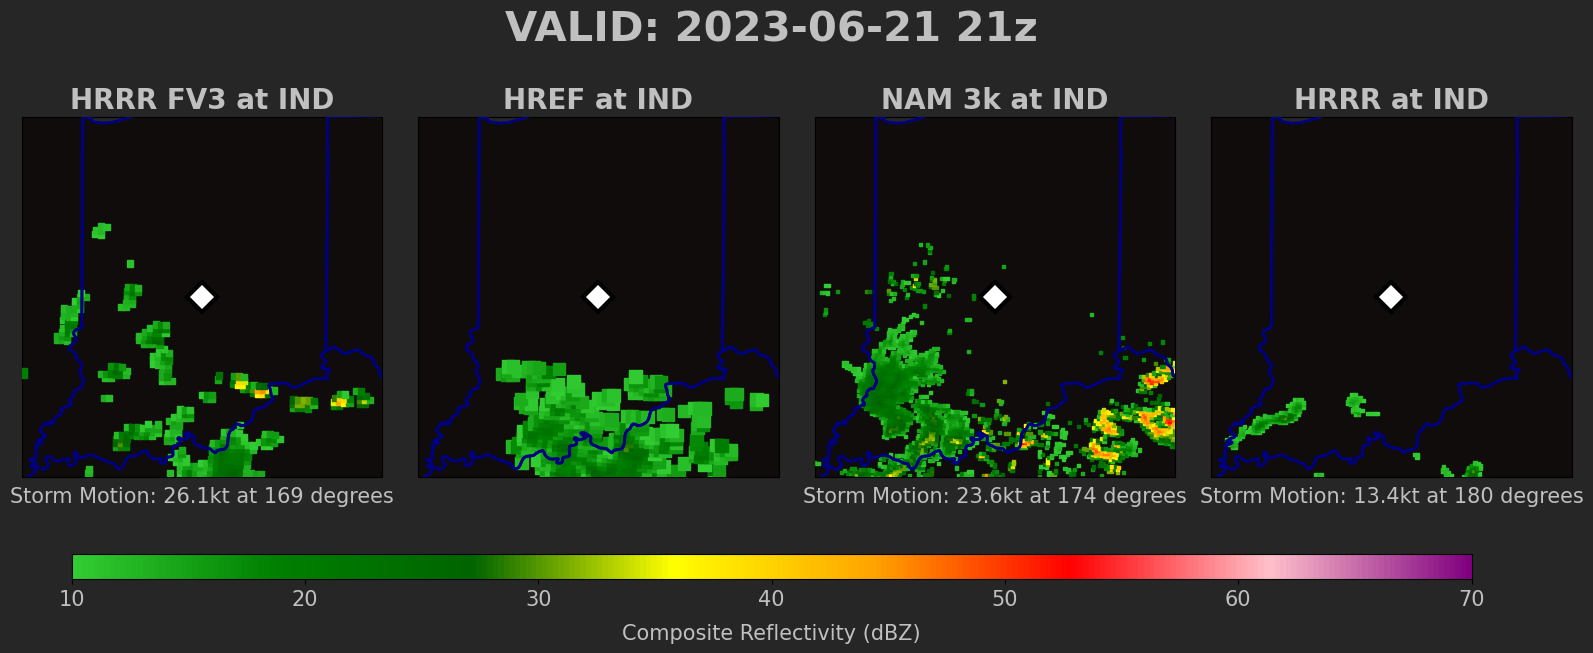 VALID: 2023-06-21 21z
HRRR FV3 at IND
HREF at IND
NAM 3k at IND
HRRR at IND
Storm Motion: 26.1kt at 169 degrees
Storm Motion: 23.6kt at 174 degrees
Storm Motion: 13.4kt at 180 degrees
10 20 30 40 50 60 70
Composite Reflectivity (dBZ)